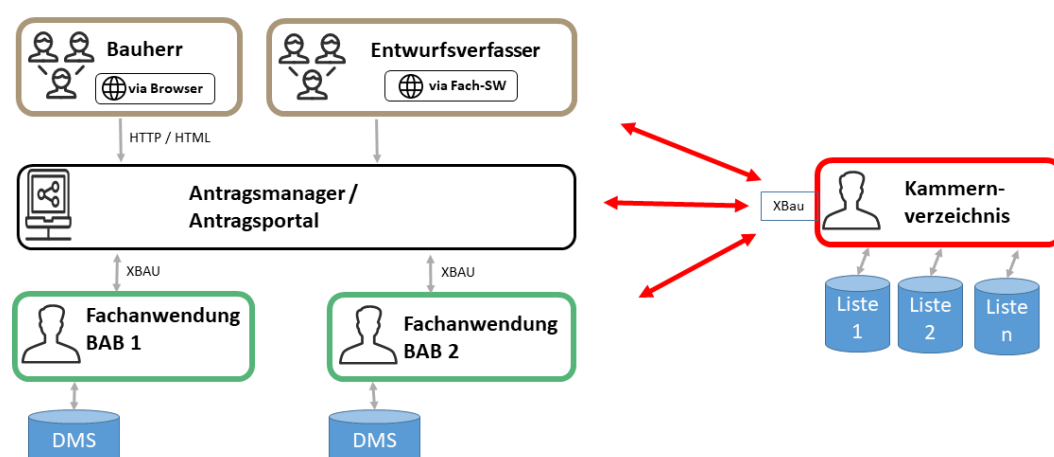 Bauherr
via Browser
Entwurfsverfasser
via Fach-SW
HTTP / HTML
Antragsmanager /
Antragsportal
XBau
Kammern-
verzeichnis
XBAU
XBAU
Fachanwendung
BAB 1
Fachanwendung
BAB 2
Liste
1
Liste
2
Liste
n
DMS
DMS